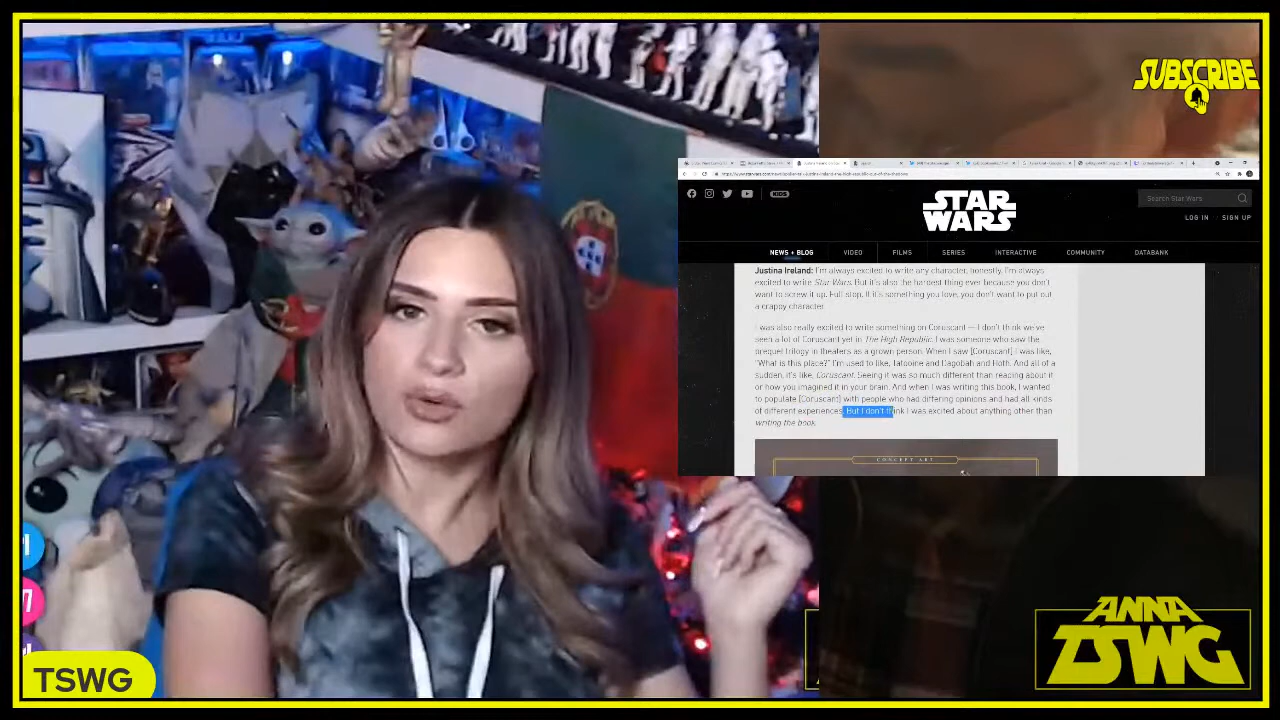 SUBSCRIBE
KIDS
STAR
WARS
Search Star Wars
LOG IN
SIGN UP
NEWS + BLOG
VIDEO
FILMS
SERIES
INTERACTIVE
COMMUNITY
DATABANK
Justina Ireland: I'm always excited to write any character, honestly. I'm always
excited to write Star Wars. But it's also the hardest thing ever because you don't
want to screw it up. Full stop. If it's something you love, you don't want to put out
a crappy character.
I was also really excited to write something on Coruscant — I don't think we've
seen a lot of Coruscant yet in The High Republic. I was someone who saw the
prequel trilogy in theaters as a grown person. When I saw [Coruscant] I was like,
"What is this place?" I'm used to like, Tatooine and Dagobah and Hoth. And all of a
sudden, it's like, Coruscant. Seeing it was so much different than reading about it
or how you imagined it in your brain. And when I was writing this book, I wanted
to populate [Coruscant] with people who had differing opinions and had all kinds
of different experiences. But I don't think I was excited about anything other than
writing the book.
CONCEPT ART
ANNA
TSWG
TSWG